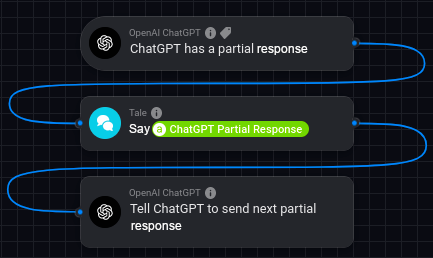 OpenAI ChatGPT
ChatGPT has a partial response
Tale
Say a ChatGPT Partial Response
OpenAI ChatGPT
Tell ChatGPT to send next partial
response